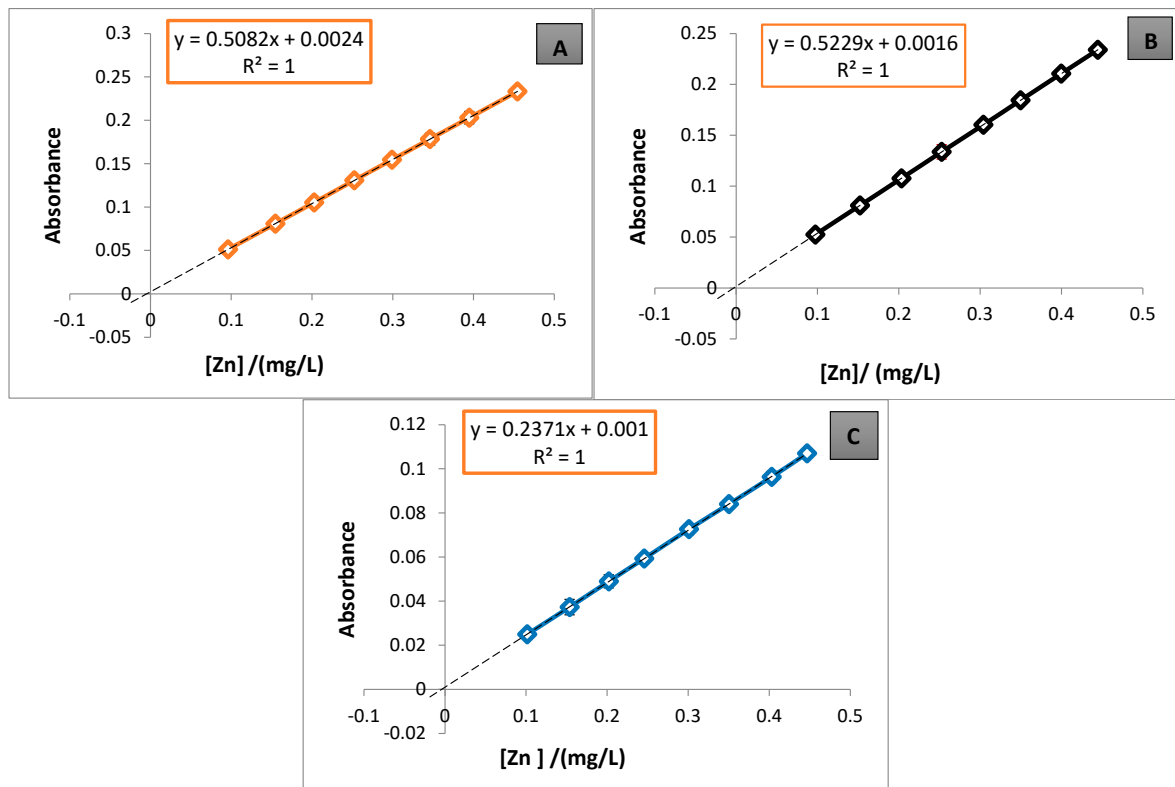 A
y = 0.5082x + 0.0024
R² = 1
0.3
0.25
0.2
0.15
0.1
0.05
0
-0.05
-0.1
0
0.1
0.2
0.3
0.4
0.5
Absorbance
[Zn] /(mg/L)
B
y = 0.5229x + 0.0016
R² = 1
0.25
0.2
0.15
0.1
0.05
0
-0.05
-0.1
0
0.1
0.2
0.3
0.4
0.5
Absorbance
[Zn]/ (mg/L)
C
y = 0.2371x + 0.001
R² = 1
0.12
0.1
0.08
0.06
0.04
0.02
0
-0.02
-0.1
0
0.1
0.2
0.3
0.4
0.5
Absorbance
[Zn ] /(mg/L)